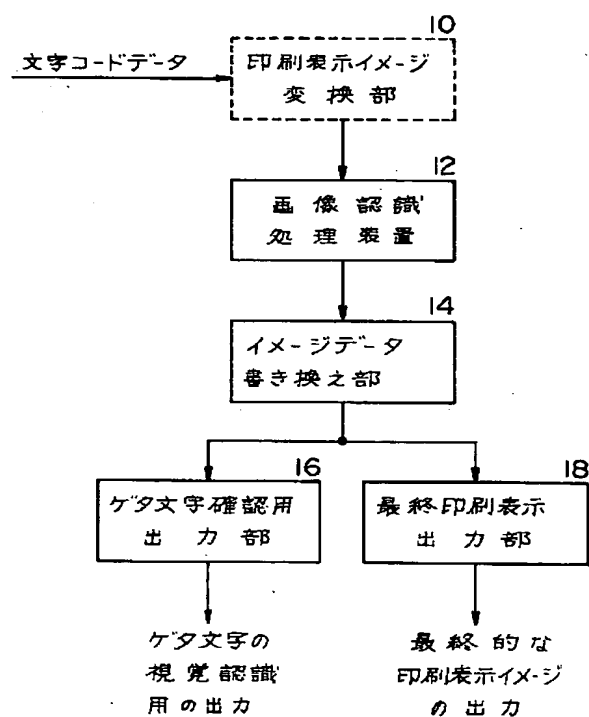 10
文字コードデータ
印刷表示イメージ
変換部
12
画像認識
処理装置
14
イメージデータ
書き換え部
16
ゲタ文字確認用
出力部
18
最終印刷表示
出力部
ゲタ文字の
視覚認識
用の出力
最終的な
印刷表示イメージ
の出力